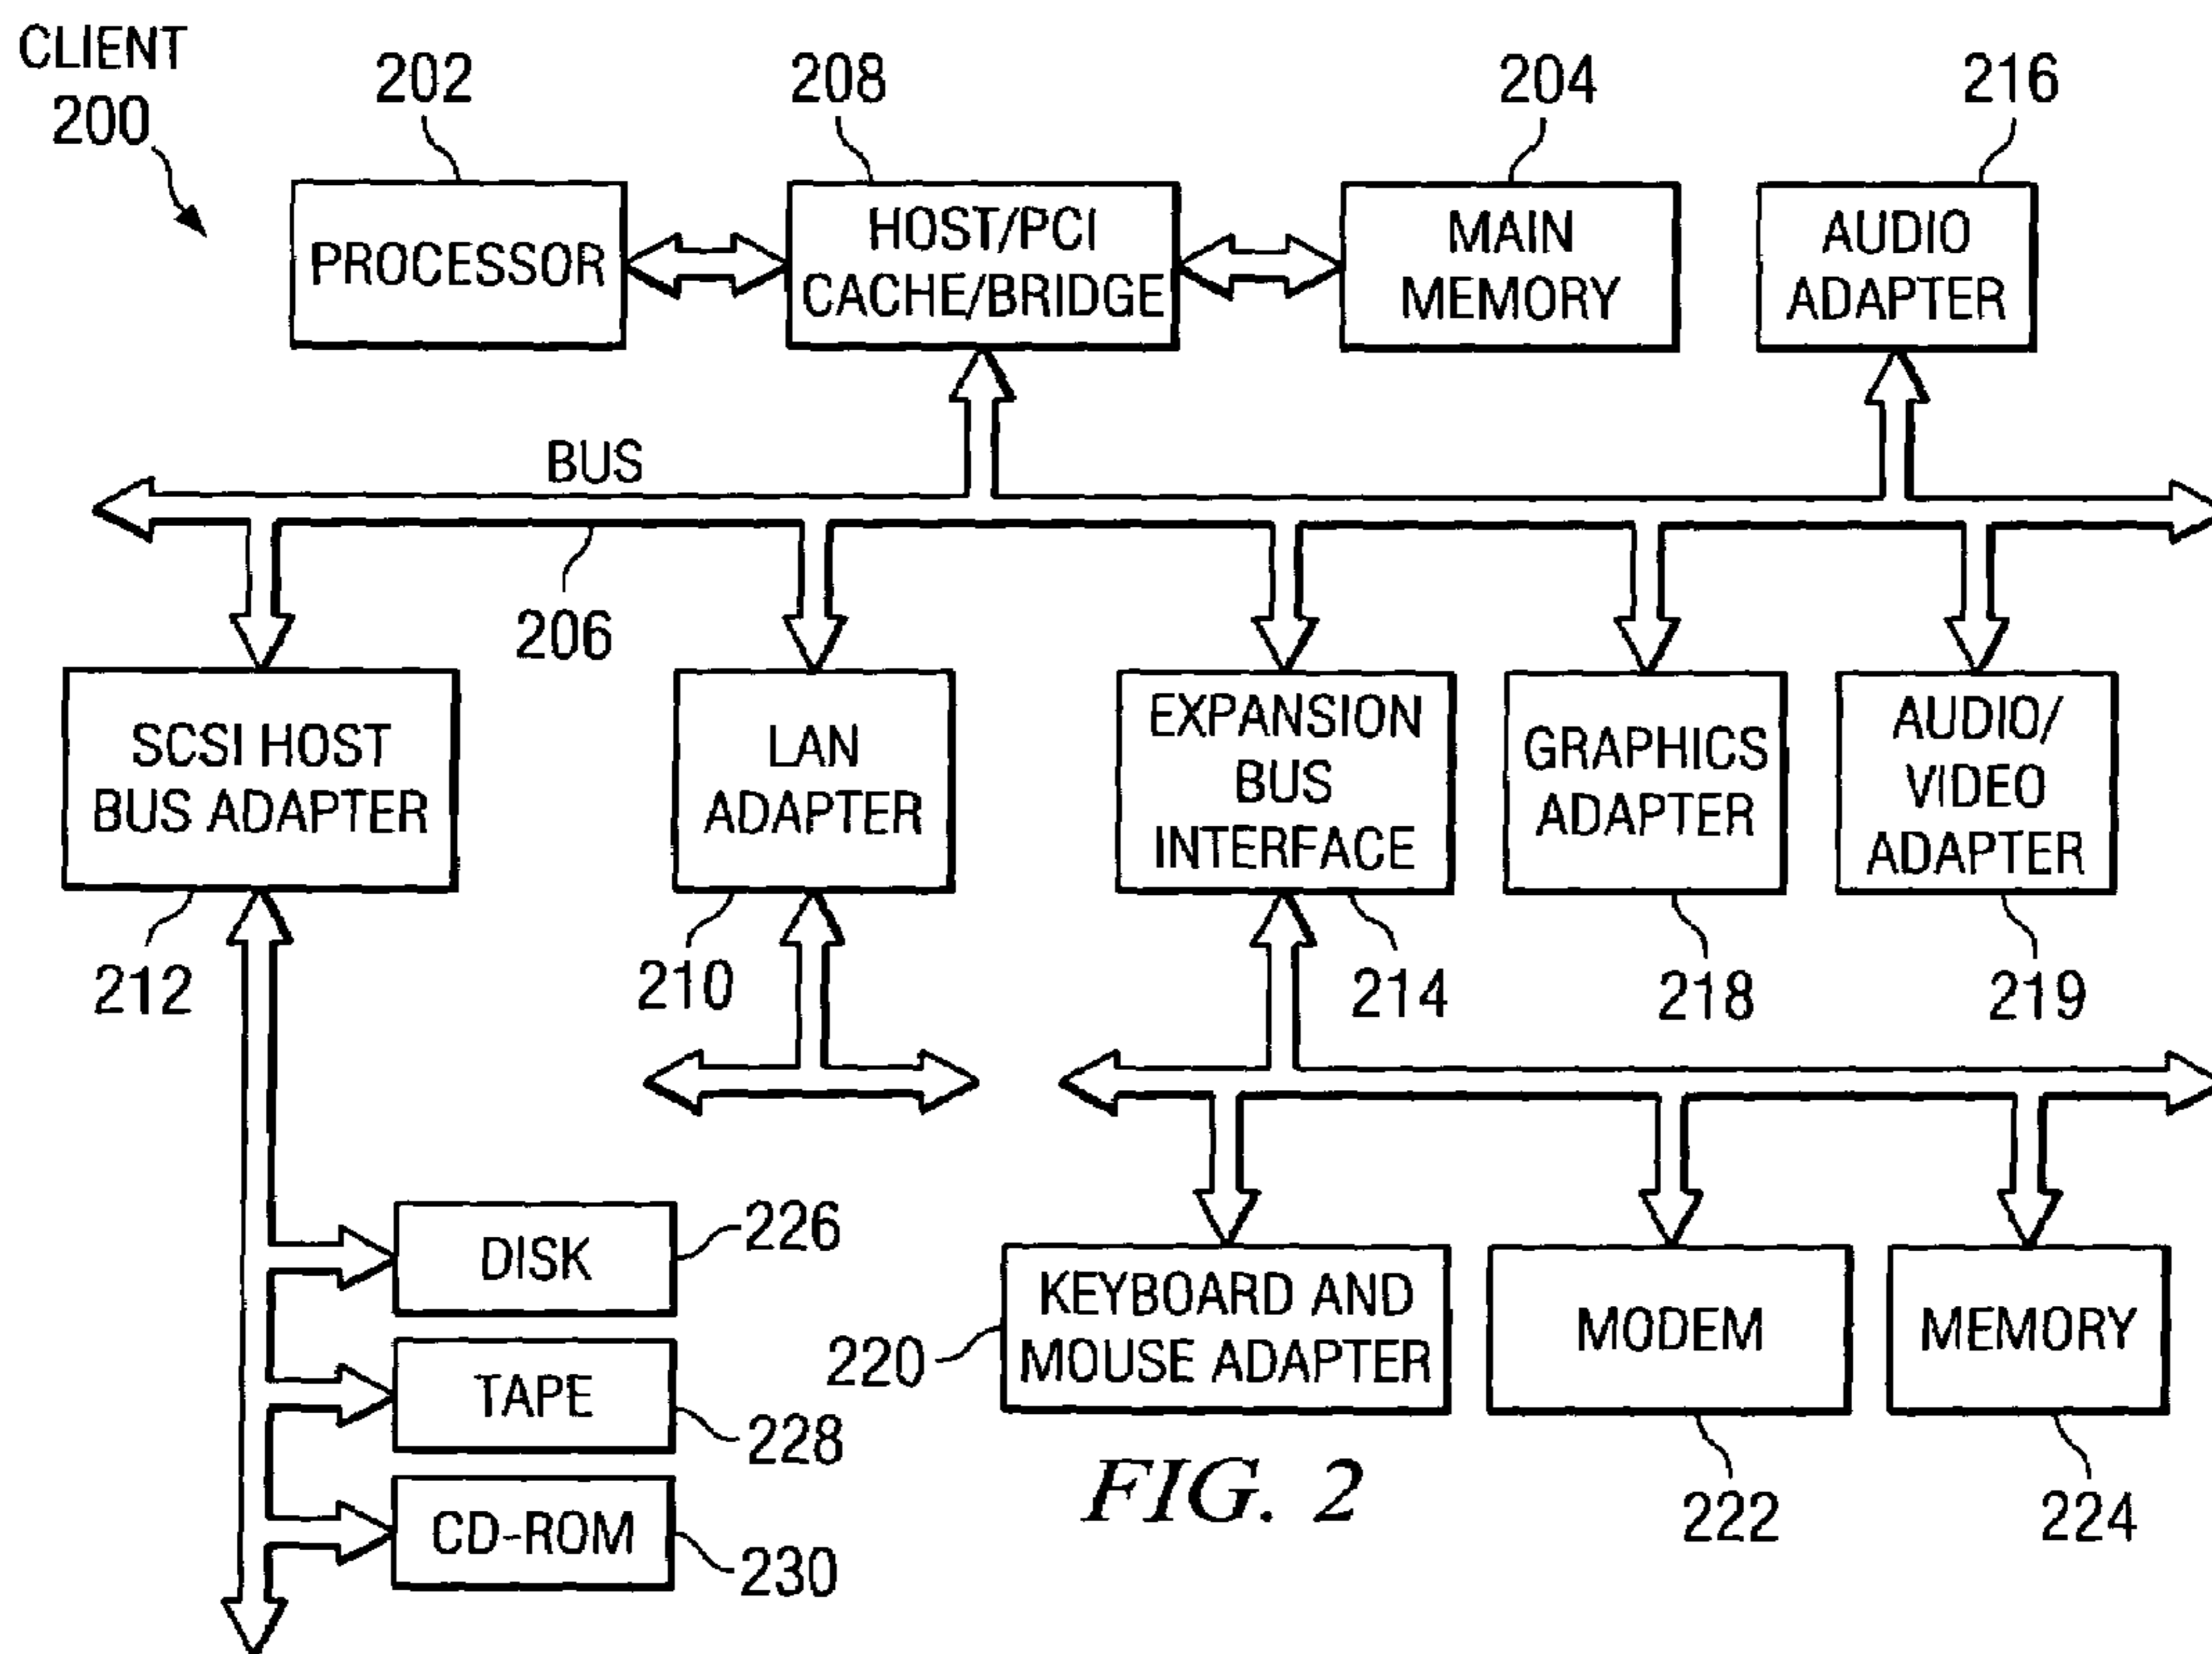 CLIENT
200
202
208
204
216
PROCESSOR
HOST/PCI
CACHE/BRIDGE
MAIN
MEMORY
AUDIO
ADAPTER
BUS
206
SCSI HOST
BUS ADAPTER
LAN
ADAPTER
EXPANSION
BUS
INTERFACE
GRAPHICS
ADAPTER
AUDIO/
VIDEO
ADAPTER
212
210
214
218
219
DISK
226
TAPE
228
CD-ROM
230
220
KEYBOARD AND
MOUSE ADAPTER
MODEM
MEMORY
222
224
FIG. 2